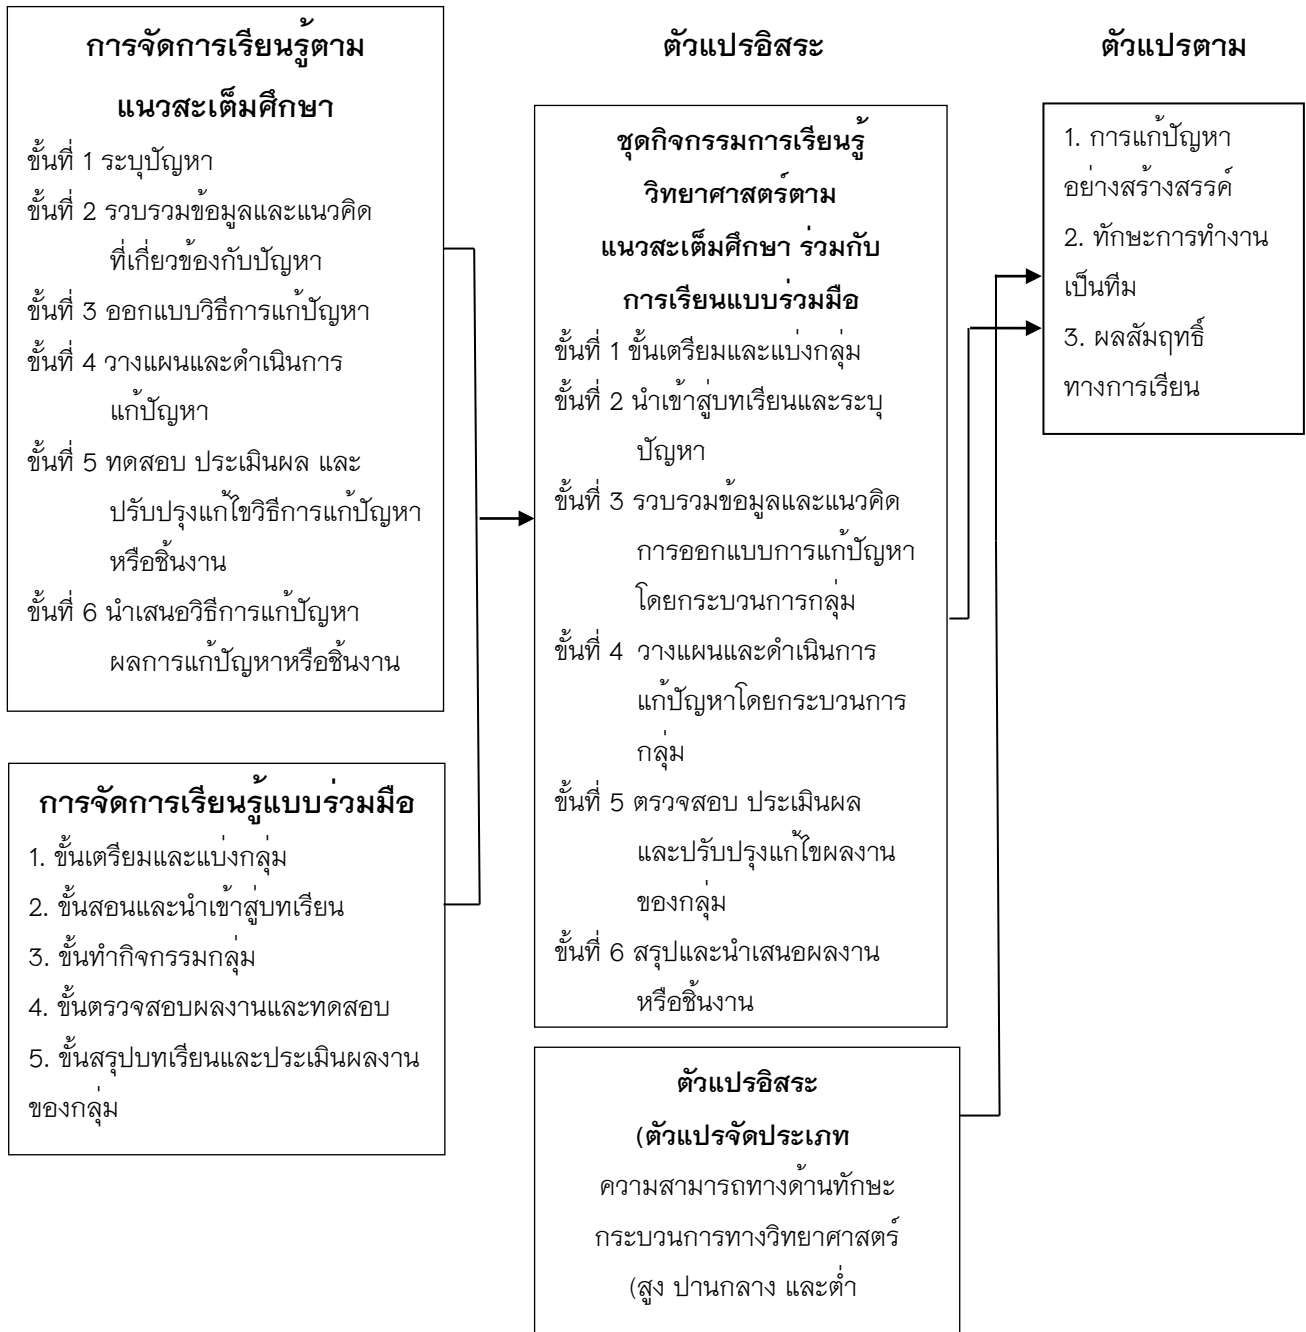 การจัดการเรียนรู้ตาม
แนวสะเต็มศึกษา
ขั้นที่ 1 ระบุปัญหา
ขั้นที่ 2 รวบรวมข้อมูลและแนวคิด
ที่เกี่ยวข้องกับปัญหา
ขั้นที่ 3 ออกแบบวิธีการแก้ปัญหา
ขั้นที่ 4 วางแผนและดำเนินการ
แก้ปัญหา
ขั้นที่ 5 ทดสอบ ประเมินผล และ
ปรับปรุงแก้ไขวิธีการแก้ปัญหา
หรือชิ้นงาน
ขั้นที่ 6 นำเสนอวิธีการแก้ปัญหา
ผลการแก้ปัญหาหรือชิ้นงาน
การจัดการเรียนรู้แบบร่วมมือ
1. ขั้นเตรียมและแบ่งกลุ่ม
2. ขั้นสอนและนำเข้าสู่บทเรียน
3. ขั้นทำกิจกรรมกลุ่ม
4. ขั้นตรวจสอบผลงานและทดสอบ
5. ขั้นสรุปบทเรียนและประเมินผลงาน
ของกลุ่ม
ตัวแปรอิสระ
ชุดกิจกรรมการเรียนรู้
วิทยาศาสตร์ตาม
แนวสะเต็มศึกษา ร่วมกับ
การเรียนแบบร่วมมือ
ขั้นที่ 1 ขั้นเตรียมและแบ่งกลุ่ม
ขั้นที่ 2 นำเข้าสู่บทเรียนและระบุ
ปัญหา
ขั้นที่ 3 รวบรวมข้อมูลและแนวคิด
การออกแบบการแก้ปัญหา
โดยกระบวนการกลุ่ม
ขั้นที่ 4 วางแผนและดำเนินการ
แก้ปัญหาโดยกระบวนการ
กลุ่ม
ขั้นที่ 5 ตรวจสอบ ประเมินผล
และปรับปรุงแก้ไขผลงาน
ของกลุ่ม
ขั้นที่ 6 สรุปและนำเสนอผลงาน
หรือชิ้นงาน
ตัวแปรอิสระ
(ตัวแปรจัดประเภท
ความสามารถทางด้านทักษะ
กระบวนการทางวิทยาศาสตร์
(สูง ปานกลาง และต่ำ
ตัวแปรตาม
1. การแก้ปัญหา
อย่างสร้างสรรค์
2. ทักษะการทำงาน
เป็นทีม
3. ผลสัมฤทธิ์
ทางการเรียน